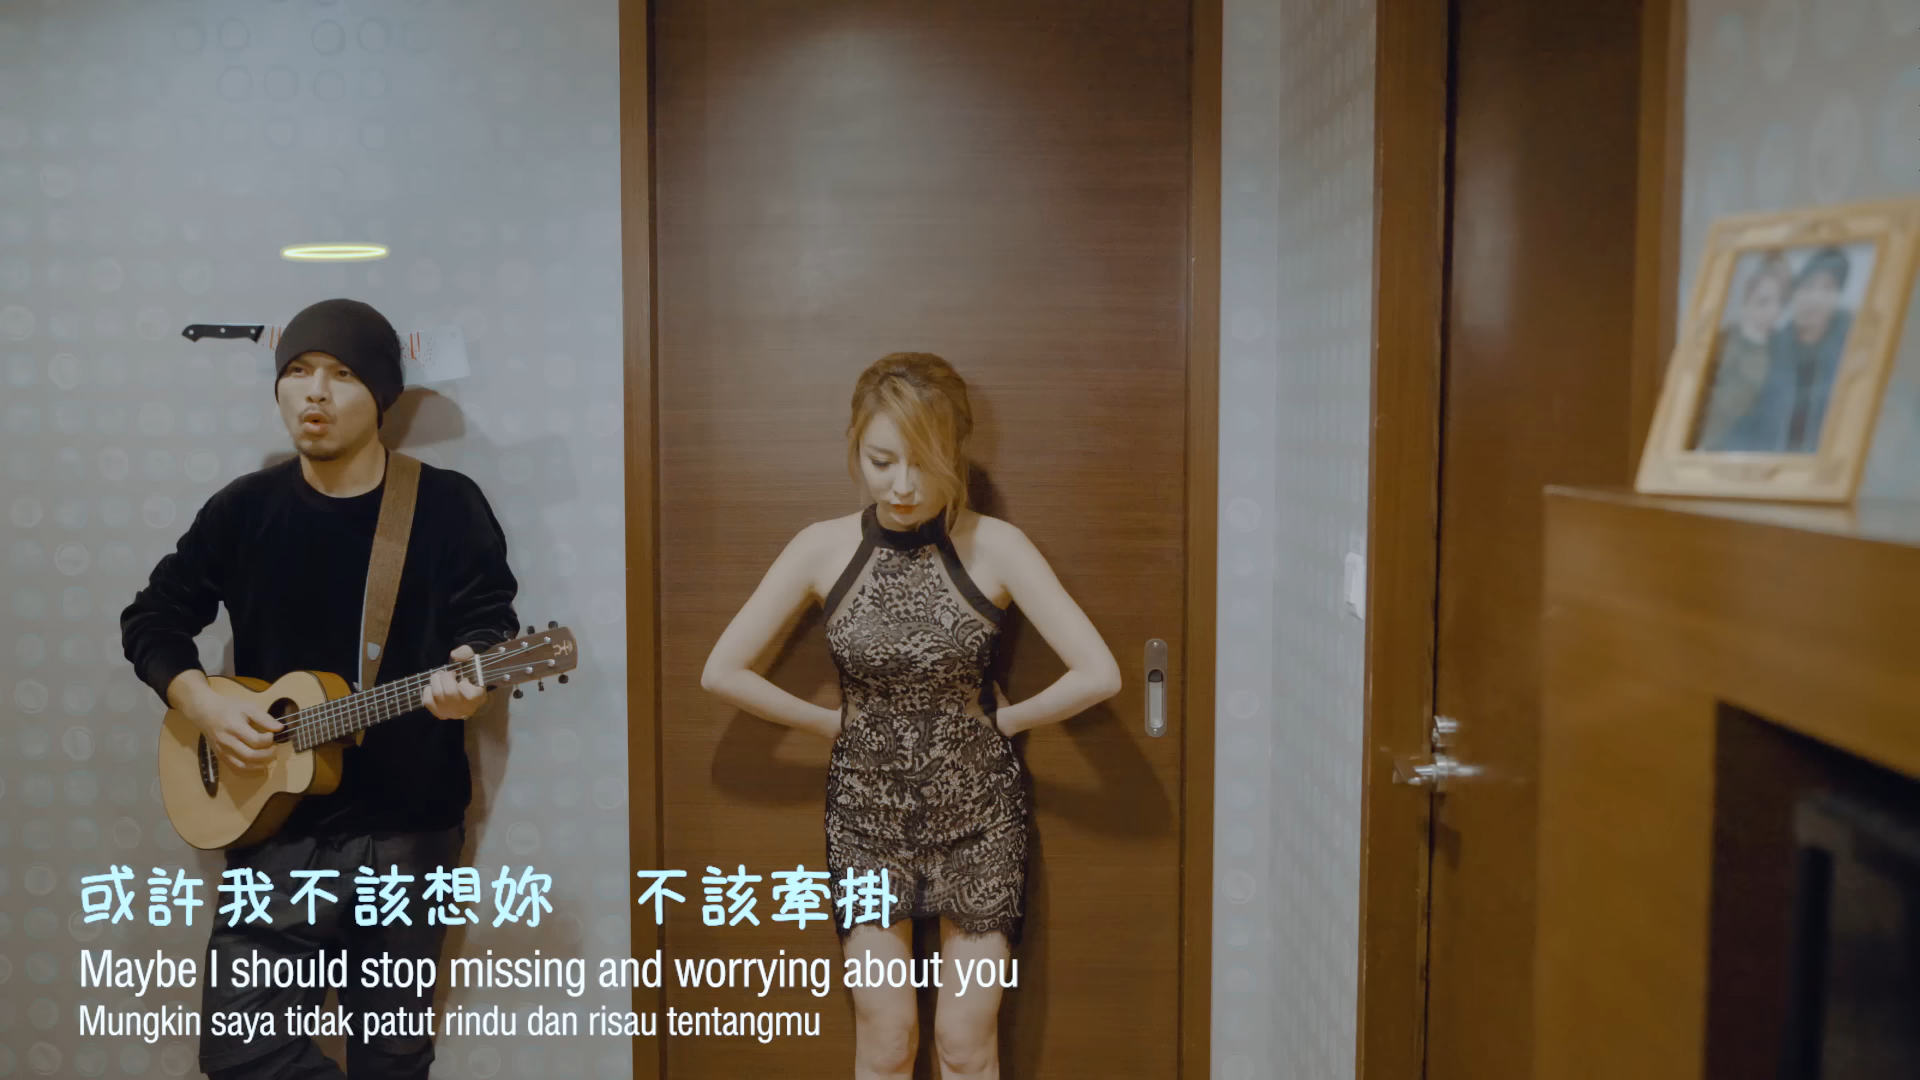 或許我不該想妳　不該牽掛
Maybe I should stop missing and worrying about you
Mungkin saya tidak patut rindu dan risau tentangmu